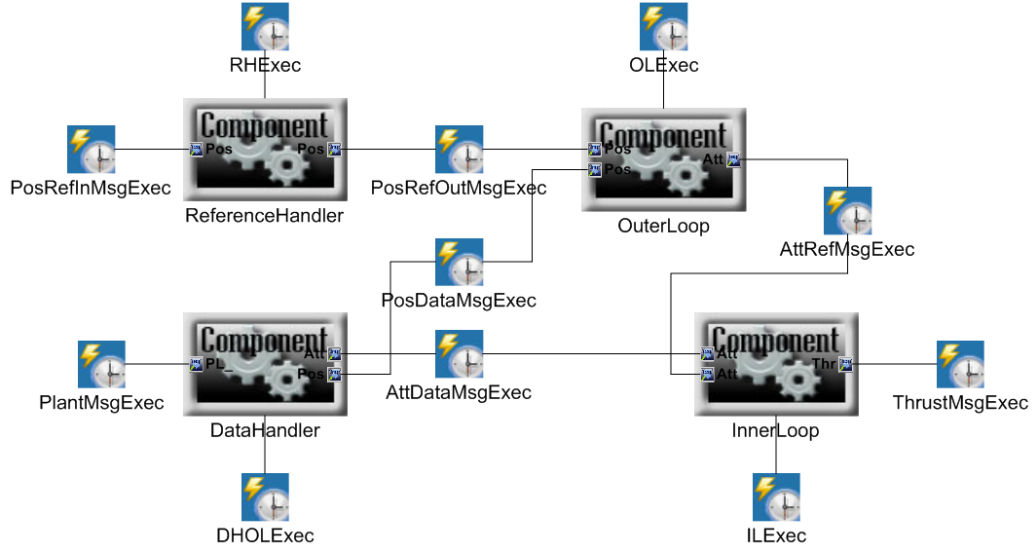 RHExec
OLExec
Component
Pos
Pos
PosRefInMsgExec
PosRefOutMsgExec
ReferenceHandler
Component
Pos
Pos
Att
OuterLoop
AttRefMsgExec
PosDataMsgExec
Component
PL_
Att
Pos
PlantMsgExec
AttDataMsgExec
DataHandler
Component
Att
Att
Thr
ThrustMsgExec
InnerLoop
DHOLExec
ILExec